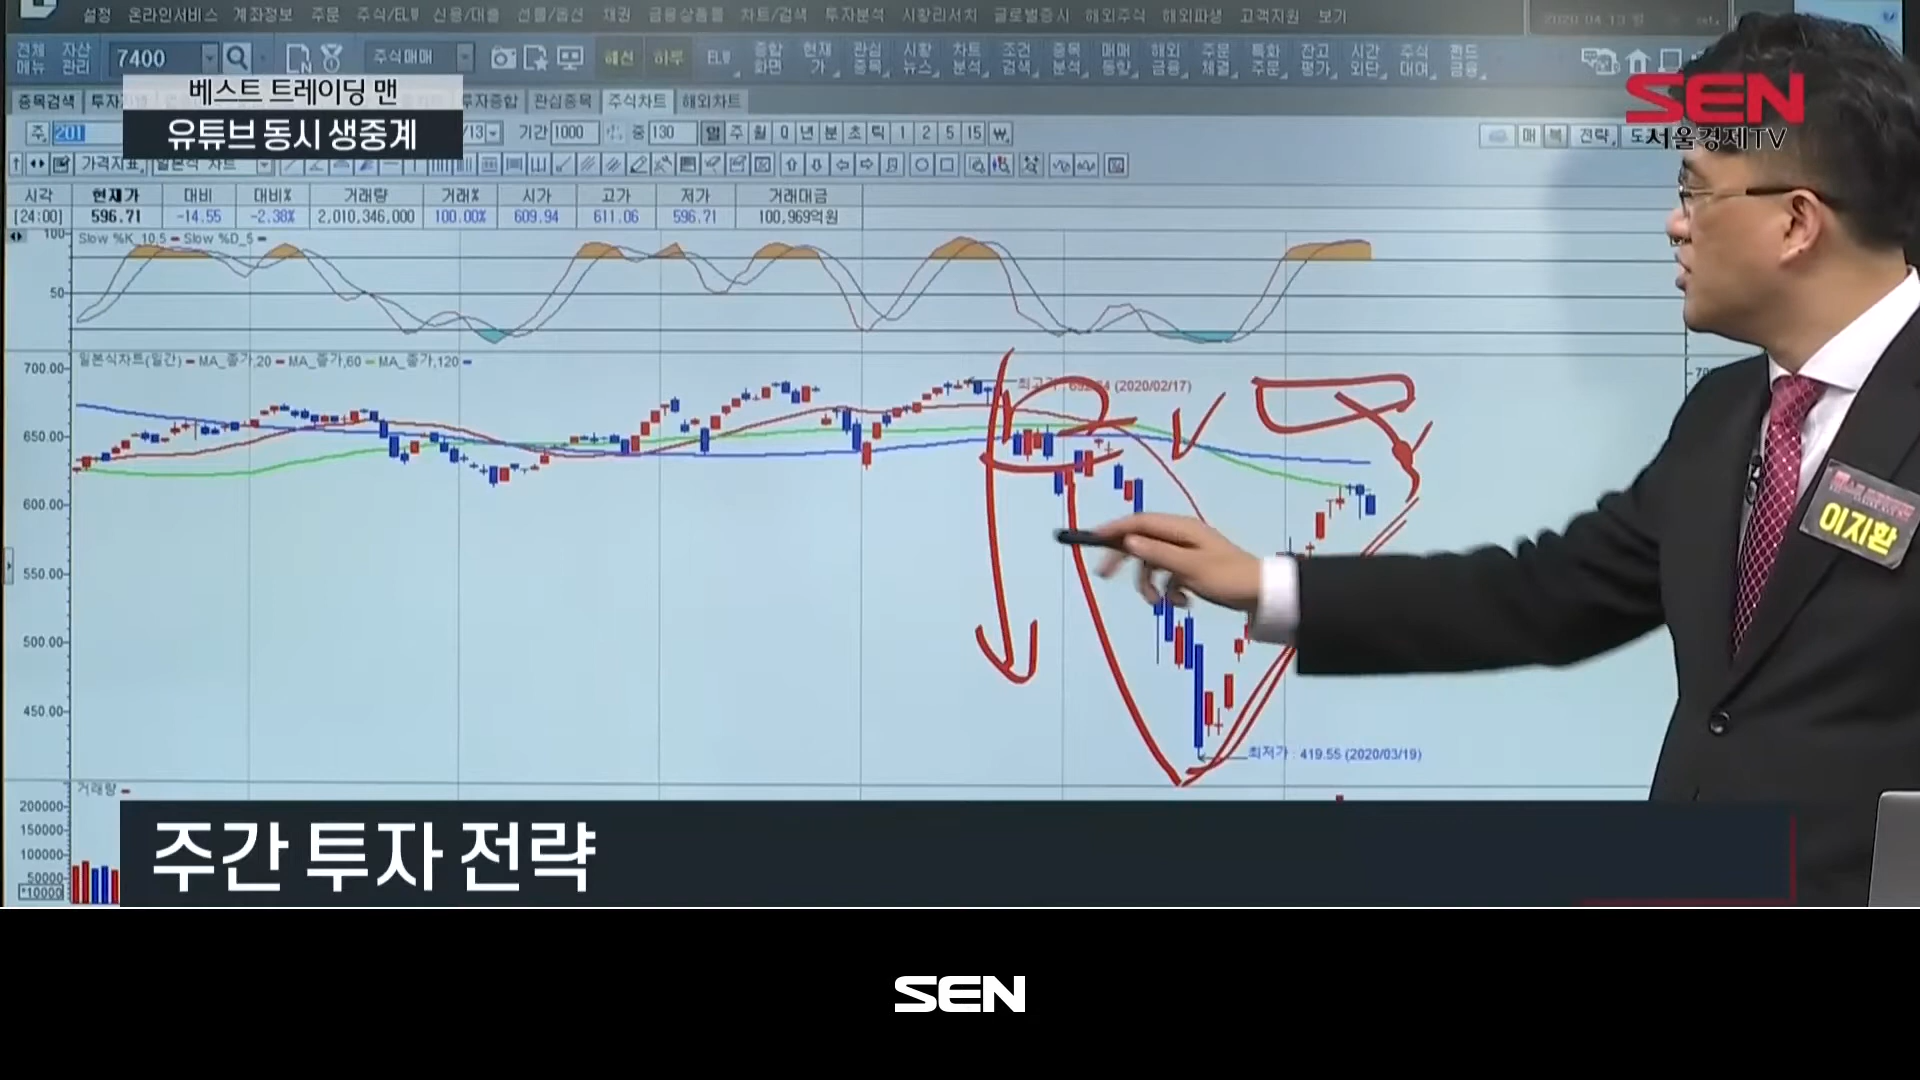 설정 온라인서비스 계좌정보 주문 주식/ELW 신용/대출 선물/옵션 채권 금융상품몰 차트/검색 투자분석 시황리서치 글로벌증시 해외주식 해외파생 고객지원 보기
2020 04 13 월
전체메뉴 자산관리 7400 주식매매 해선 하루 ELW 종합화면 현재가 관심종목 시황뉴스 차트분석 조건검색 종목분석 매매동향 해외금융 주문체결 특화주문 잔고평가 시간외단 주식대여 펀드금융
SEN
서울경제TV
베스트 트레이딩 맨
유튜브 동시 생중계
종목검색 투자종합 관심종목 주식차트 해외차트
주 201 /13 기간 1000 중 130 일 주 월 Q 년 분 초 틱 1 2 5 15 매 복 전략
가격지표 일본식 차트
시각 현재가 대비 대비% 거래량 거래% 시가 고가 저가 거래대금
[24:00] 596.71 -14.55 -2.38% 2,010,346,000 100.00% 609.94 611.06 596.71 100,969억원
100 Slow %K_10,5 Slow %D_5
50
일본식차트(일간) MA_종가,20 MA_종가,60 MA_종가,120
700.00
최고가 (2020/02/17)
650.00
600.00
이지환
550.00
500.00
450.00
최저가 : 419.55 (2020/03/19)
거래량
200000
150000
100000
50000
*10000
주간 투자 전략
SEN